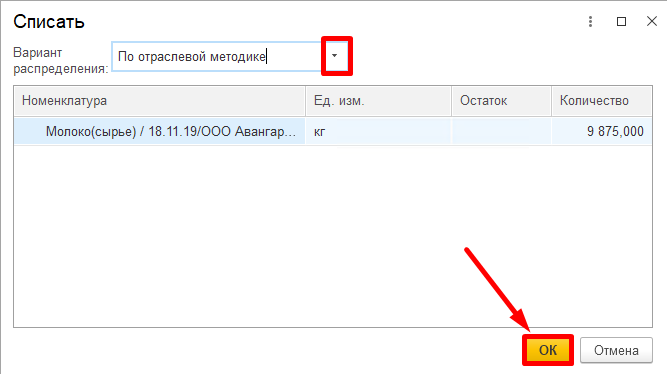 Списать
Вариант
распределения:
По отраслевой методике
Номенклатура Ед. изм. Остаток Количество
Молоко(сырье) / 18.11.19/ООО Авангар... кг 9 875,000
ОК Отмена